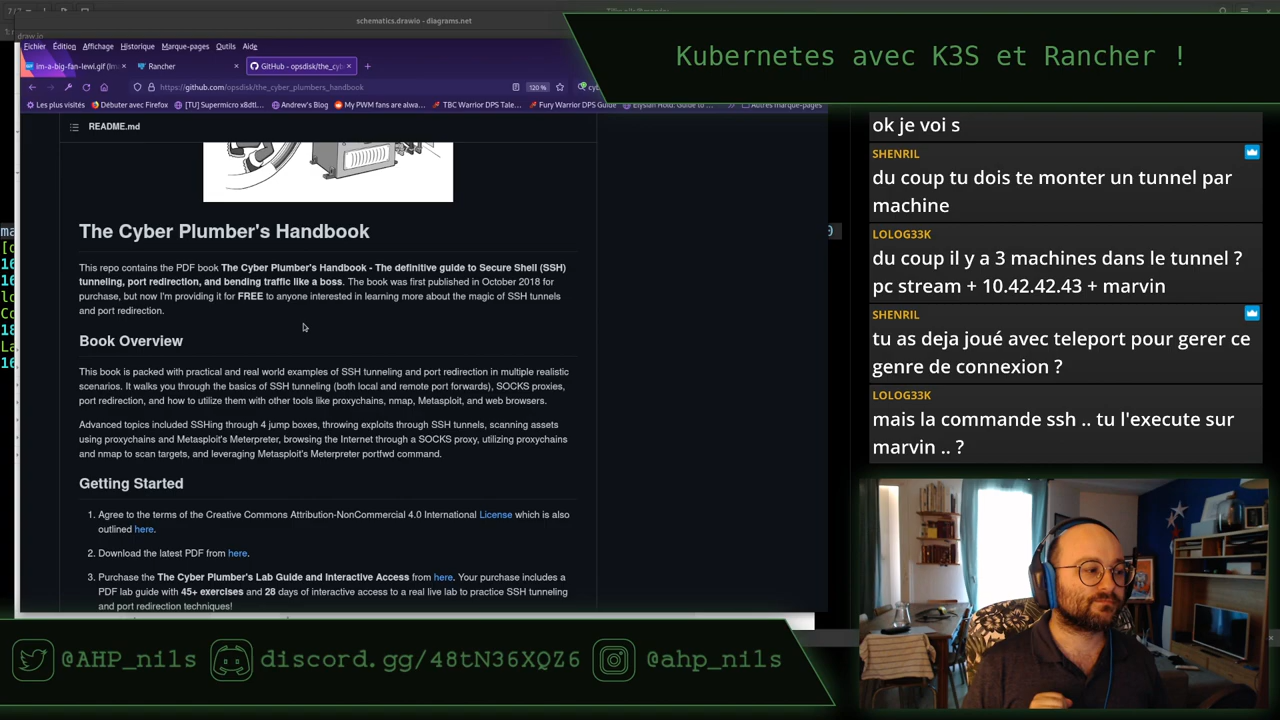 schematics.drawio - diagrams.net
draw.io
Fichier Édition Affichage Historique Marque-pages Outils Aide
im-a-big-fan-lewi.gif (Im
Rancher
GitHub - opsdisk/the_cyb
https://github.com/opsdisk/the_cyber_plumbers_handbook
120 %
Les plus visités
Débuter avec Firefox
[TU] Supermicro x8dtl...
Andrew's Blog
My PWM fans are alwa...
TBC Warrior DPS Tale...
Fury Warrior DPS Guide
Autres marque-pages
Kubernetes avec K3S et Rancher !
README.md
The Cyber Plumber's Handbook
This repo contains the PDF book The Cyber Plumber's Handbook - The definitive guide to Secure Shell (SSH)
tunneling, port redirection, and bending traffic like a boss. The book was first published in October 2018 for
purchase, but now I'm providing it for FREE to anyone interested in learning more about the magic of SSH tunnels
and port redirection.
Book Overview
This book is packed with practical and real world examples of SSH tunneling and port redirection in multiple realistic
scenarios. It walks you through the basics of SSH tunneling (both local and remote port forwards), SOCKS proxies,
port redirection, and how to utilize them with other tools like proxychains, nmap, Metasploit, and web browsers.
Advanced topics included SSHing through 4 jump boxes, throwing exploits through SSH tunnels, scanning assets
using proxychains and Metasploit's Meterpreter, browsing the Internet through a SOCKS proxy, utilizing proxychains
and nmap to scan targets, and leveraging Metasploit's Meterpreter portfwd command.
Getting Started
1. Agree to the terms of the Creative Commons Attribution-NonCommercial 4.0 International License which is also
outlined here.
2. Download the latest PDF from here.
3. Purchase the The Cyber Plumber's Lab Guide and Interactive Access from here. Your purchase includes a
PDF lab guide with 45+ exercises and 28 days of interactive access to a real live lab to practice SSH tunneling
and port redirection techniques!
ok je voi s
SHENRIL
du coup tu dois te monter un tunnel par
machine
LOLOG33K
du coup il y a 3 machines dans le tunnel ?
pc stream + 10.42.42.43 + marvin
SHENRIL
tu as deja joué avec teleport pour gerer ce
genre de connexion ?
LOLOG33K
mais la commande ssh .. tu l'execute sur
marvin .. ?
@AHP_nils
discord.gg/48tN36XQZ6
@ahp_nils